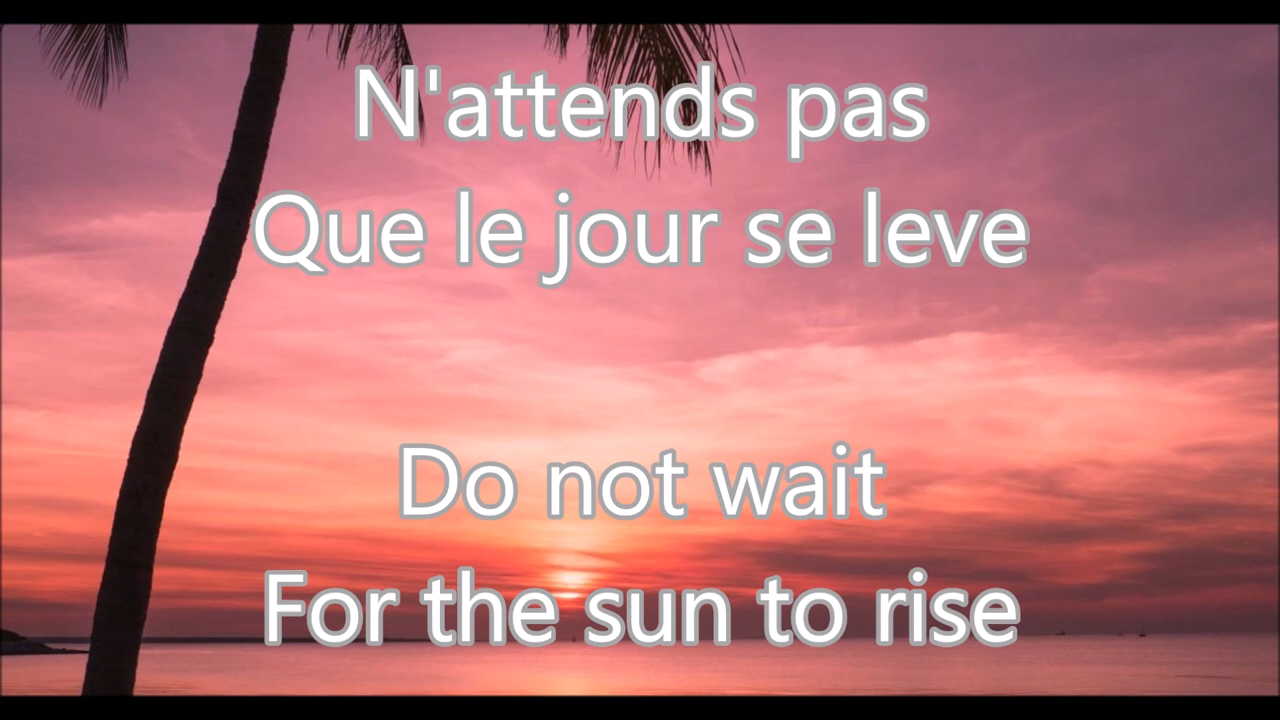 N'attends pas
Que le jour se leve
Do not wait
For the sun to rise